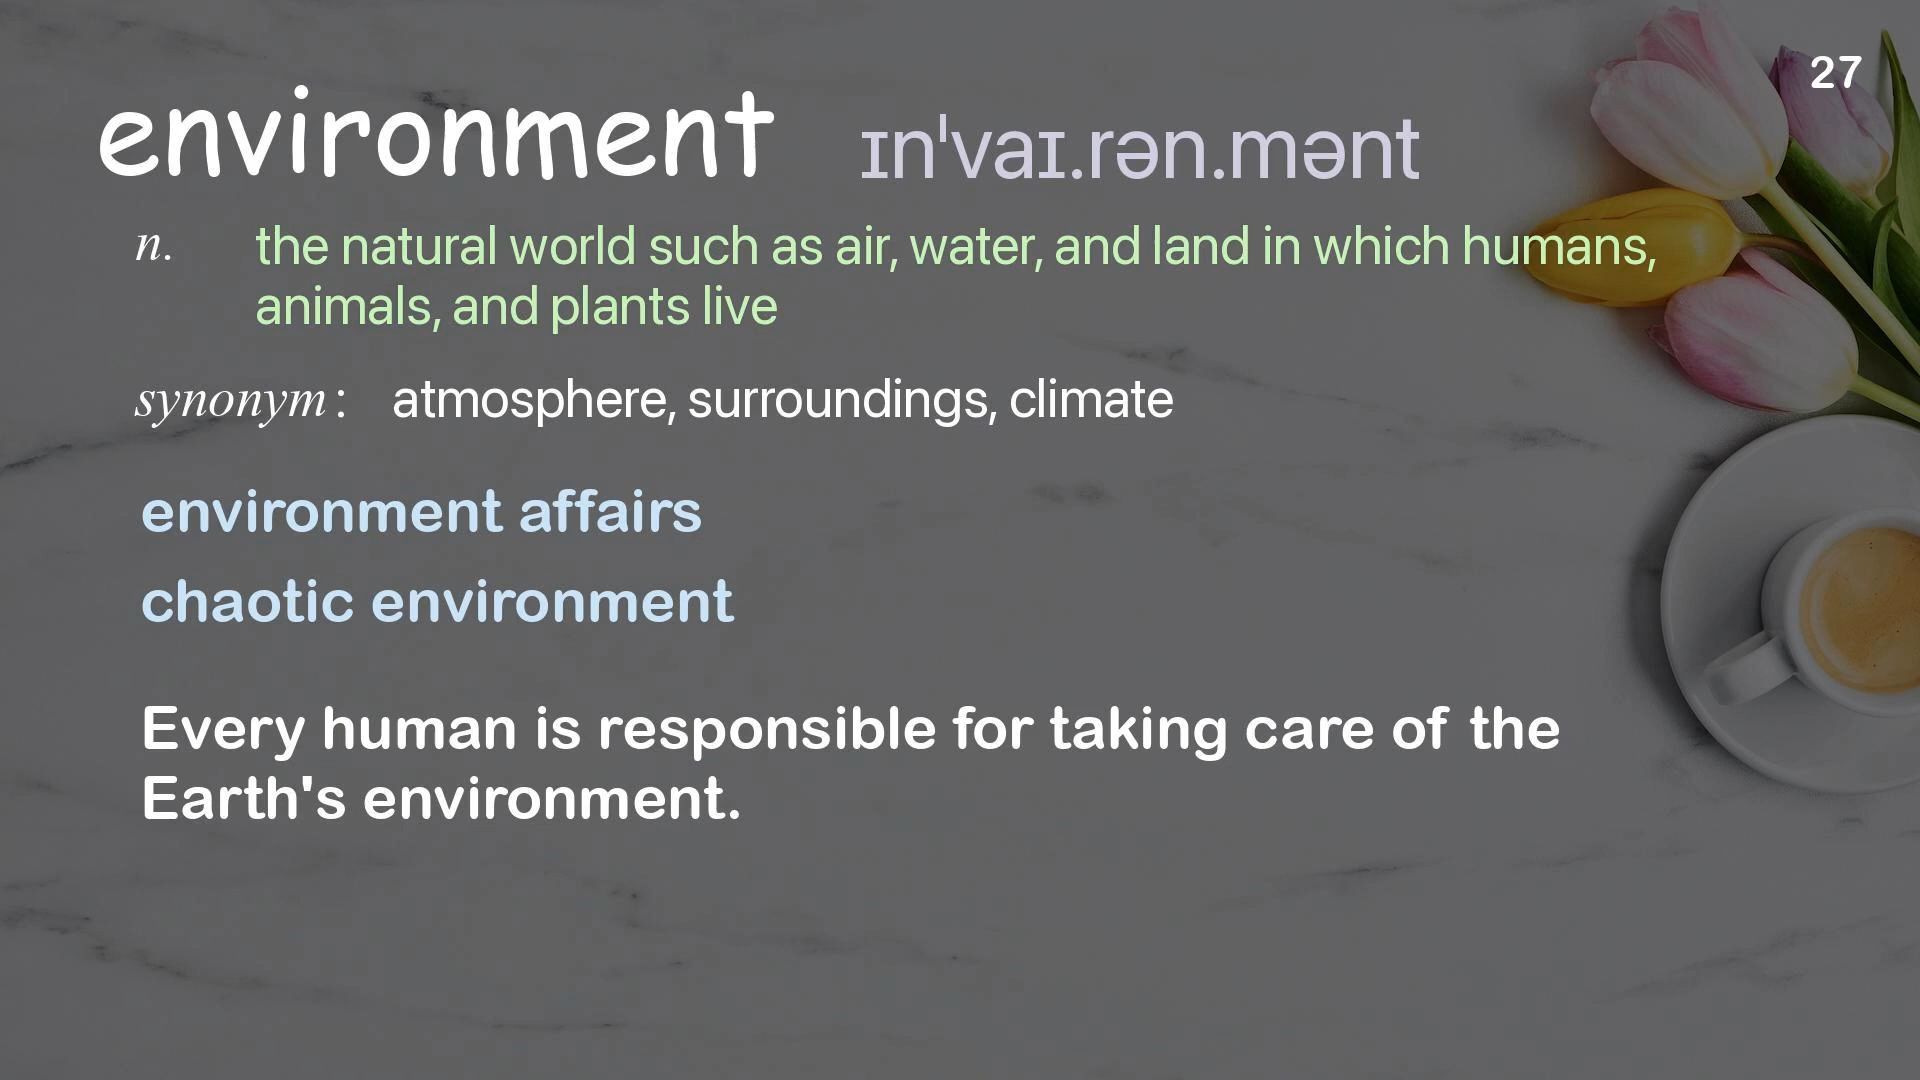 27
environment ɪnˈvaɪ.rən.mənt
n. the natural world such as air, water, and land in which humans,
animals, and plants live
synonym : atmosphere, surroundings, climate
environment affairs
chaotic environment
Every human is responsible for taking care of the
Earth's environment.